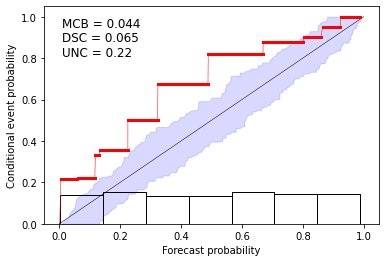 MCB = 0.044
DSC = 0.065
UNC = 0.22
Conditional event probability
1.0
0.8
0.6
0.4
0.2
0.0
0.0 0.2 0.4 0.6 0.8 1.0
Forecast probability